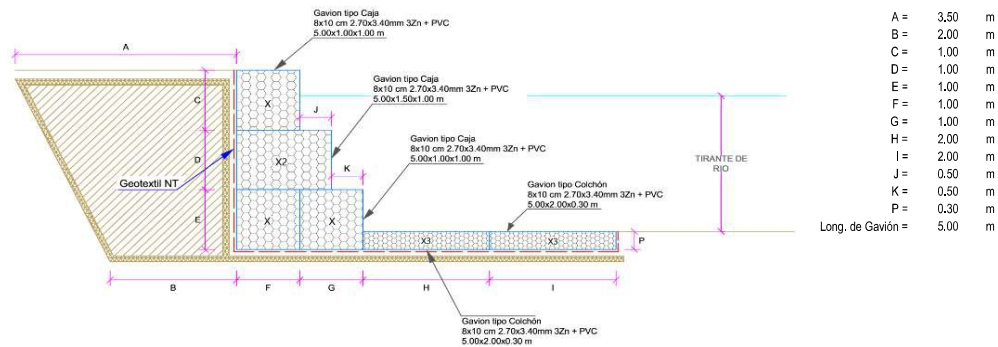 Gavion tipo Caja
8x10 cm 2.70x3.40mm 3Zn + PVC
5.00x1.00x1.00 m
A
Gavion tipo Caja
8x10 cm 2.70x3.40mm 3Zn + PVC
5.00x1.50x1.00 m
C
X
J
Gavion tipo Caja
8x10 cm 2.70x3.40mm 3Zn + PVC
5.00x1.00x1.00 m
D
X2
K
TIRANTE DE
RIO
Geotextil NT
Gavion tipo Colchón
8x10 cm 2.70x3.40mm 3Zn + PVC
5.00x2.00x0.30 m
E
X
X
X3
X3
P
B
F
G
H
I
Gavion tipo Colchón
8x10 cm 2.70x3.40mm 3Zn + PVC
5.00x2.00x0.30 m
A = 3.50 m
B = 2.00 m
C = 1.00 m
D = 1.00 m
E = 1.00 m
F = 1.00 m
G = 1.00 m
H = 2.00 m
I = 2.00 m
J = 0.50 m
K = 0.50 m
P = 0.30 m
Long. de Gavión = 5.00 m